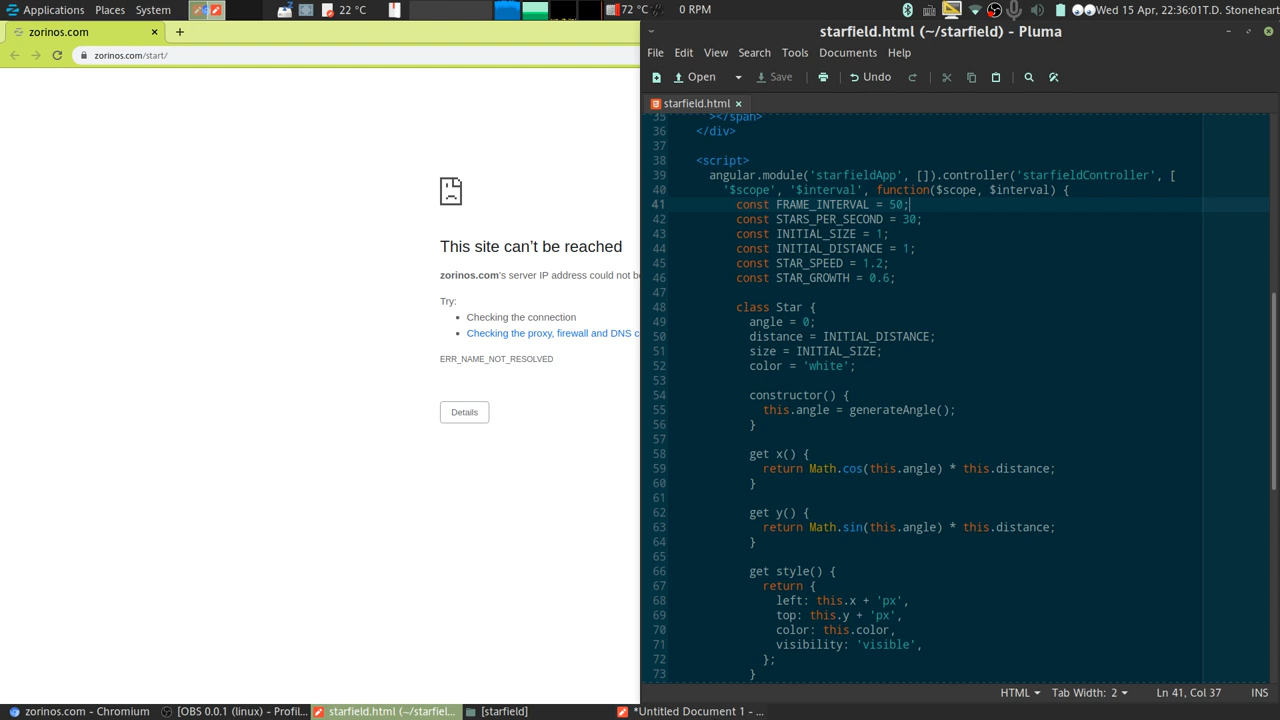 Applications Places System 22 °C 72 °C 0 RPM Wed 15 Apr, 22:36:01 T.D. Stoneheart
zorinos.com
zorinos.com/start/
This site can't be reached
zorinos.com's server IP address could not be
Try:
• Checking the connection
• Checking the proxy, firewall and DNS c
ERR_NAME_NOT_RESOLVED
Details
starfield.html (~/starfield) - Pluma
File Edit View Search Tools Documents Help
Open Save Undo
starfield.html
35 ></span>
36 </div>
37
38 <script>
39 angular.module('starfieldApp', []).controller('starfieldController', [
40 '$scope', '$interval', function($scope, $interval) {
41 const FRAME_INTERVAL = 50;
42 const STARS_PER_SECOND = 30;
43 const INITIAL_SIZE = 1;
44 const INITIAL_DISTANCE = 1;
45 const STAR_SPEED = 1.2;
46 const STAR_GROWTH = 0.6;
47
48 class Star {
49 angle = 0;
50 distance = INITIAL_DISTANCE;
51 size = INITIAL_SIZE;
52 color = 'white';
53
54 constructor() {
55 this.angle = generateAngle();
56 }
57
58 get x() {
59 return Math.cos(this.angle) * this.distance;
60 }
61
62 get y() {
63 return Math.sin(this.angle) * this.distance;
64 }
65
66 get style() {
67 return {
68 left: this.x + 'px',
69 top: this.y + 'px',
70 color: this.color,
71 visibility: 'visible',
72 };
73 }
HTML Tab Width: 2 Ln 41, Col 37 INS
zorinos.com - Chromium [OBS 0.0.1 (linux) - Profil... starfield.html (~/starfiel... [starfield] *Untitled Document 1 - ...